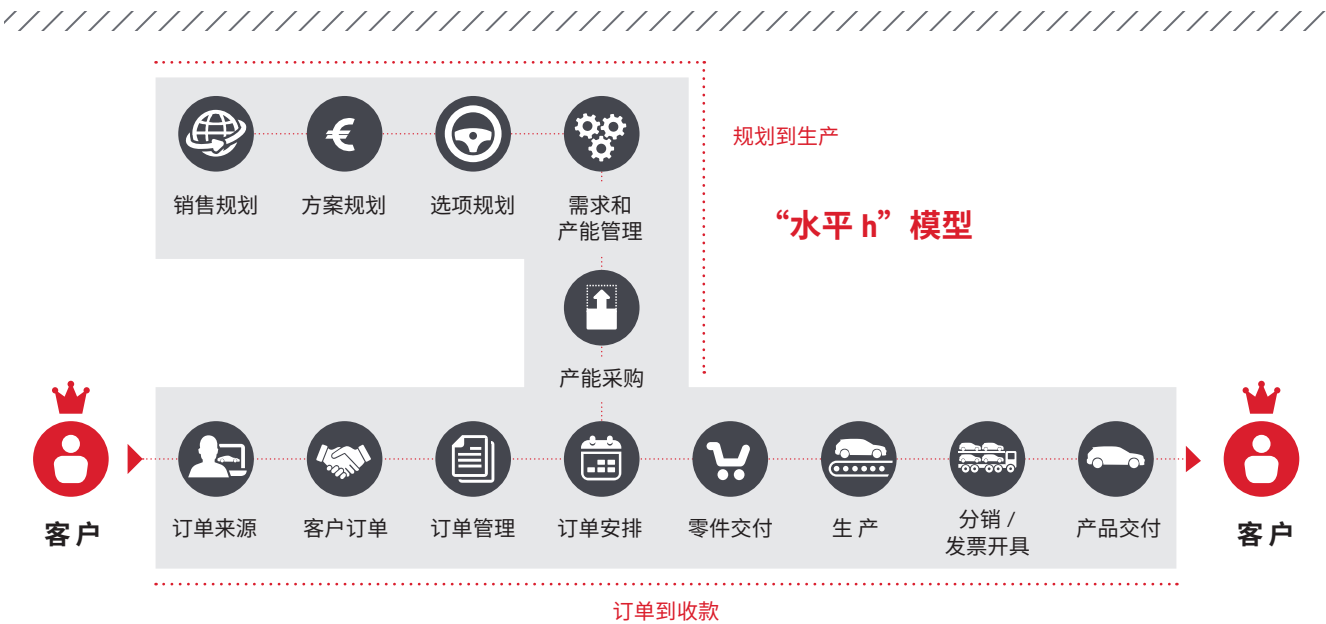 规划到生产
€
销售规划
方案规划
选项规划
需求和
产能管理
“水平 h”模型
产能采购
客户
订单来源
客户订单
订单管理
订单安排
零件交付
生产
分销 /
发票开具
产品交付
客户
订单到收款